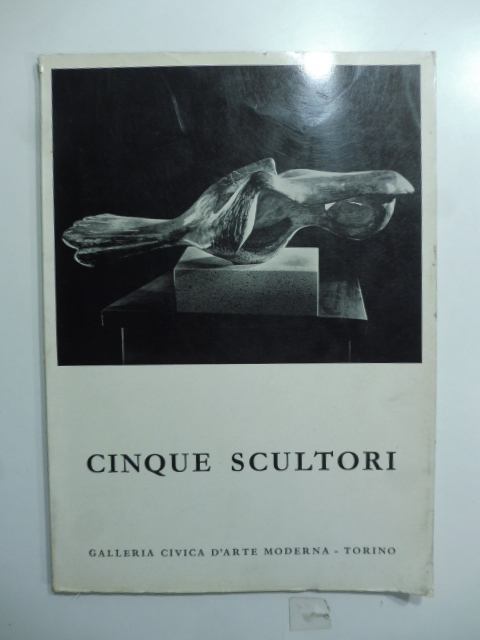 CINQUE SCULTORI
GALLERIA CIVICA D'ARTE MODERNA - TORINO